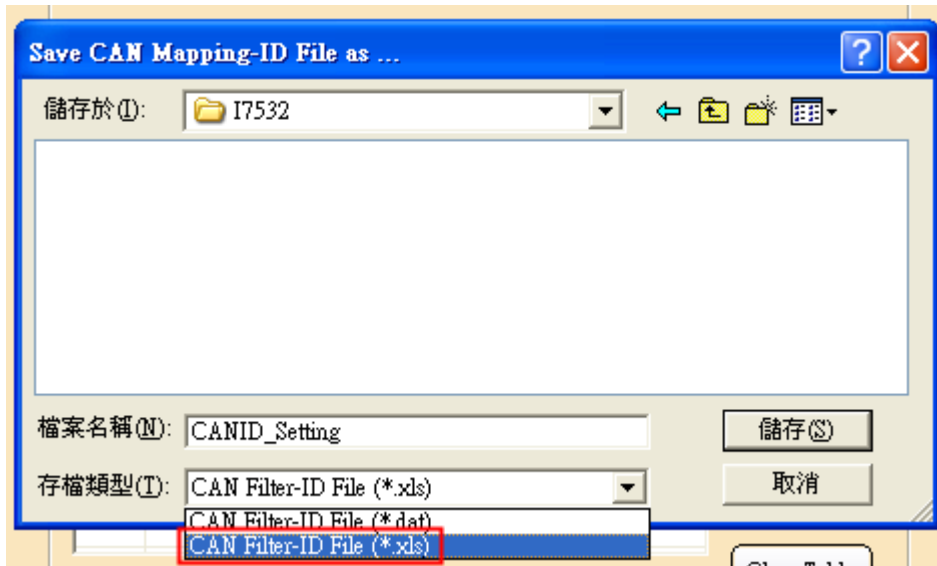 Save CAN Mapping-ID File as ...
儲存於(I):
I7532
檔案名稱(N):
CANID_Setting
儲存(S)
存檔類型(T):
CAN Filter-ID File (*.xls)
取消
CAN Filter-ID File (*.dat)
CAN Filter-ID File (*.xls)